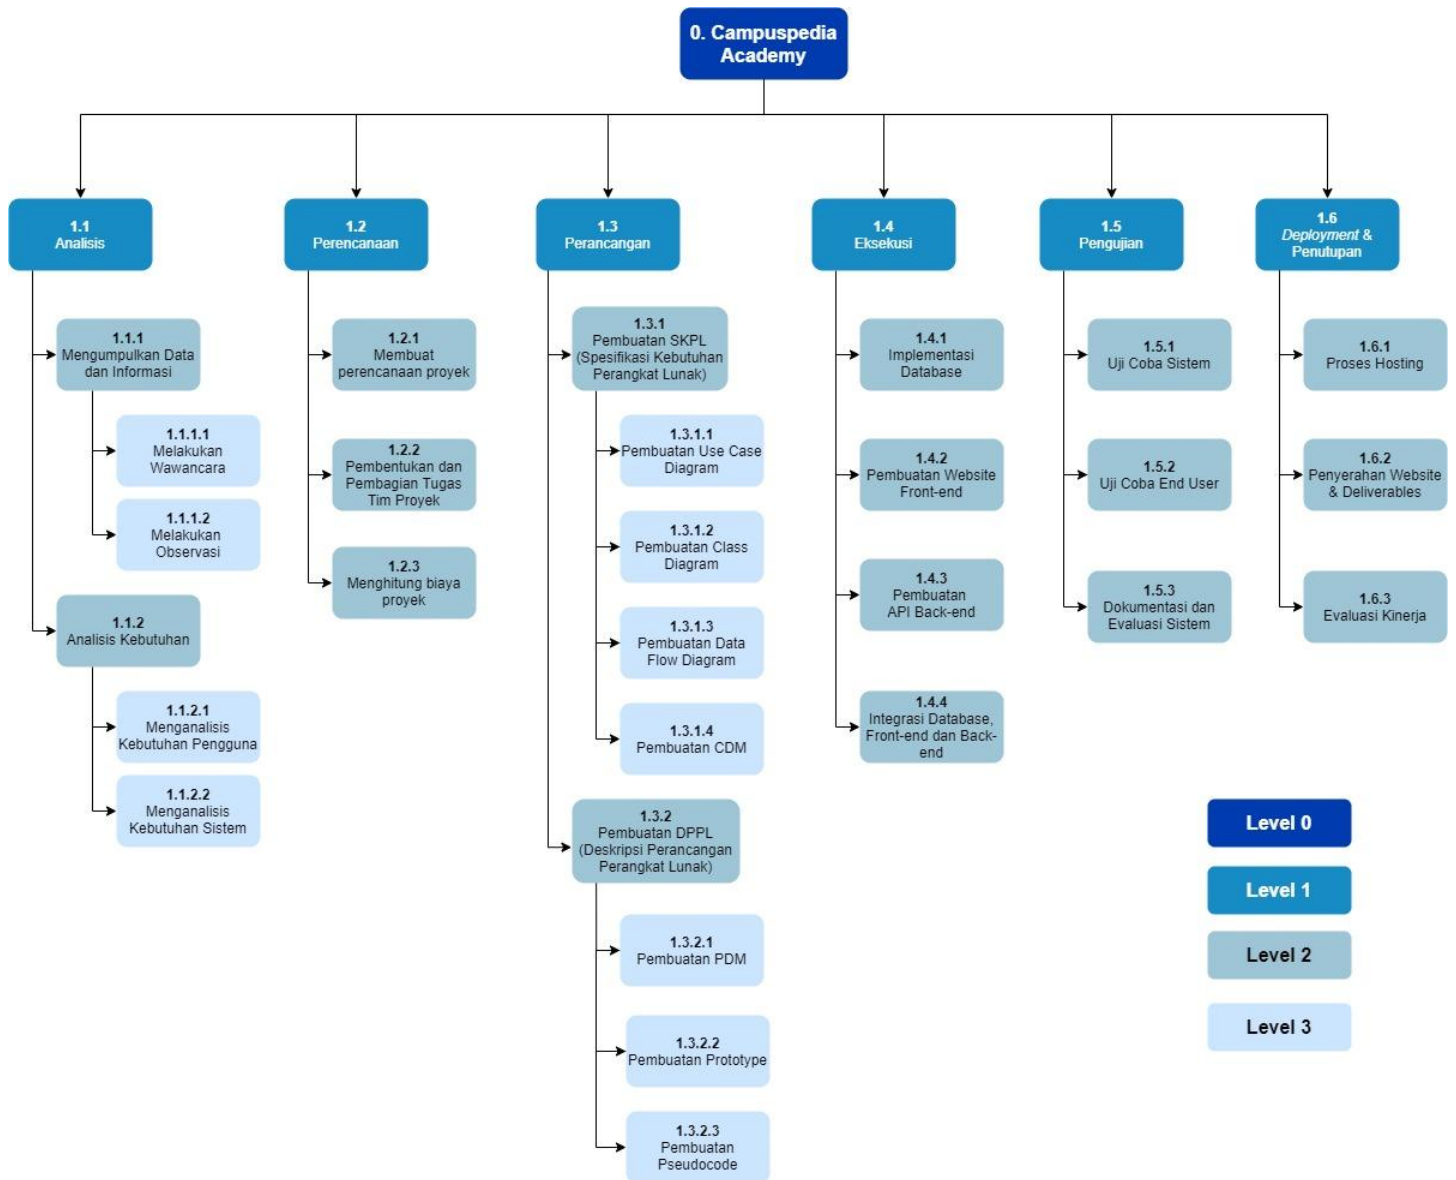 0. Campuspedia
Academy
1.1
Analisis
1.1.1
Mengumpulkan Data
dan Informasi
1.1.1.1
Melakukan
Wawancara
1.1.1.2
Melakukan
Observasi
1.1.2
Analisis Kebutuhan
1.1.2.1
Menganalisis
Kebutuhan Pengguna
1.1.2.2
Menganalisis
Kebutuhan Sistem
1.2
Perencanaan
1.2.1
Membuat
perencanaan proyek
1.2.2
Pembentukan dan
Pembagian Tugas
Tim Proyek
1.2.3
Menghitung biaya
proyek
1.3
Perancangan
1.3.1
Pembuatan SKPL
(Spesifikasi Kebutuhan
Perangkat Lunak)
1.3.1.1
Pembuatan Use Case
Diagram
1.3.1.2
Pembuatan Class
Diagram
1.3.1.3
Pembuatan Data
Flow Diagram
1.3.1.4
Pembuatan CDM
1.3.2
Pembuatan DPPL
(Deskripsi Perancangan
Perangkat Lunak)
1.3.2.1
Pembuatan PDM
1.3.2.2
Pembuatan Prototype
1.3.2.3
Pembuatan
Pseudocode
1.4
Eksekusi
1.4.1
Implementasi
Database
1.4.2
Pembuatan Website
Front-end
1.4.3
Pembuatan
API Back-end
1.4.4
Integrasi Database,
Front-end dan Back-
end
1.5
Pengujian
1.5.1
Uji Coba Sistem
1.5.2
Uji Coba End User
1.5.3
Dokumentasi dan
Evaluasi Sistem
1.6
Deployment &
Penutupan
1.6.1
Proses Hosting
1.6.2
Penyerahan Website
& Deliverables
1.6.3
Evaluasi Kinerja
Level 0
Level 1
Level 2
Level 3